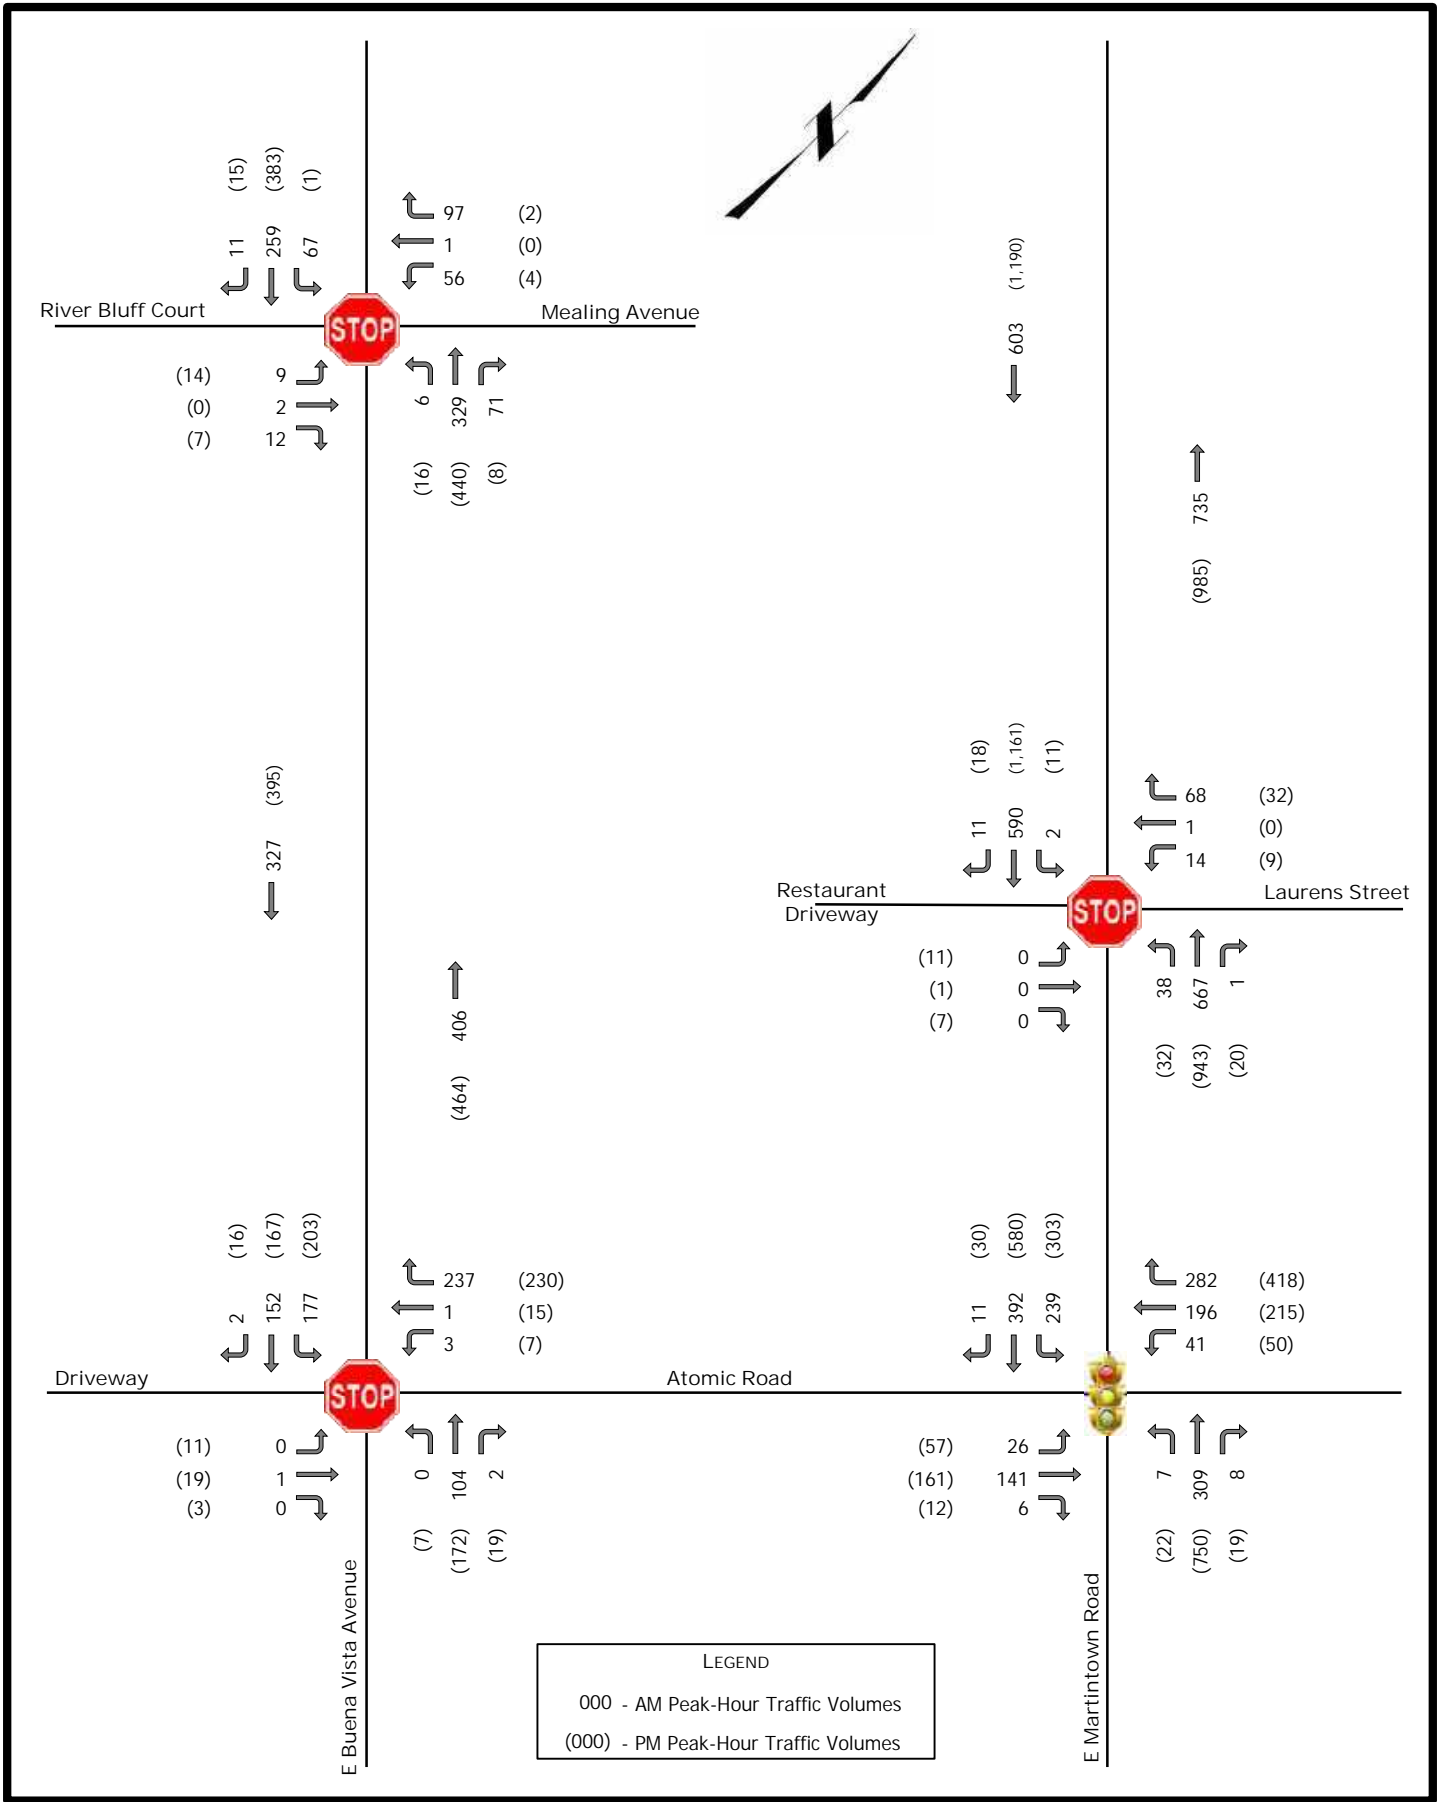 (15) (383) (1)
11 259 67
97 (2)
1 (0)
56 (4)
River Bluff Court
STOP
Mealing Avenue
(14) 9
(0) 2
(7) 12
6 329 71
(16) (440) (8)
(1,190)
603
735
(985)
(395)
327
406
(464)
(18) (1,161) (11)
11 590 2
68 (32)
1 (0)
14 (9)
Restaurant
Driveway
STOP
Laurens Street
(11) 0
(1) 0
(7) 0
38 667 1
(32) (943) (20)
(16) (167) (203)
2 152 177
237 (230)
1 (15)
3 (7)
(30) (580) (303)
11 392 239
282 (418)
196 (215)
41 (50)
Driveway
STOP
Atomic Road
(11) 0
(19) 1
(3) 0
0 104 2
(7) (172) (19)
(57) 26
(161) 141
(12) 6
7 309 8
(22) (750) (19)
E Buena Vista Avenue
E Martintown Road
LEGEND
000 - AM Peak-Hour Traffic Volumes
(000) - PM Peak-Hour Traffic Volumes